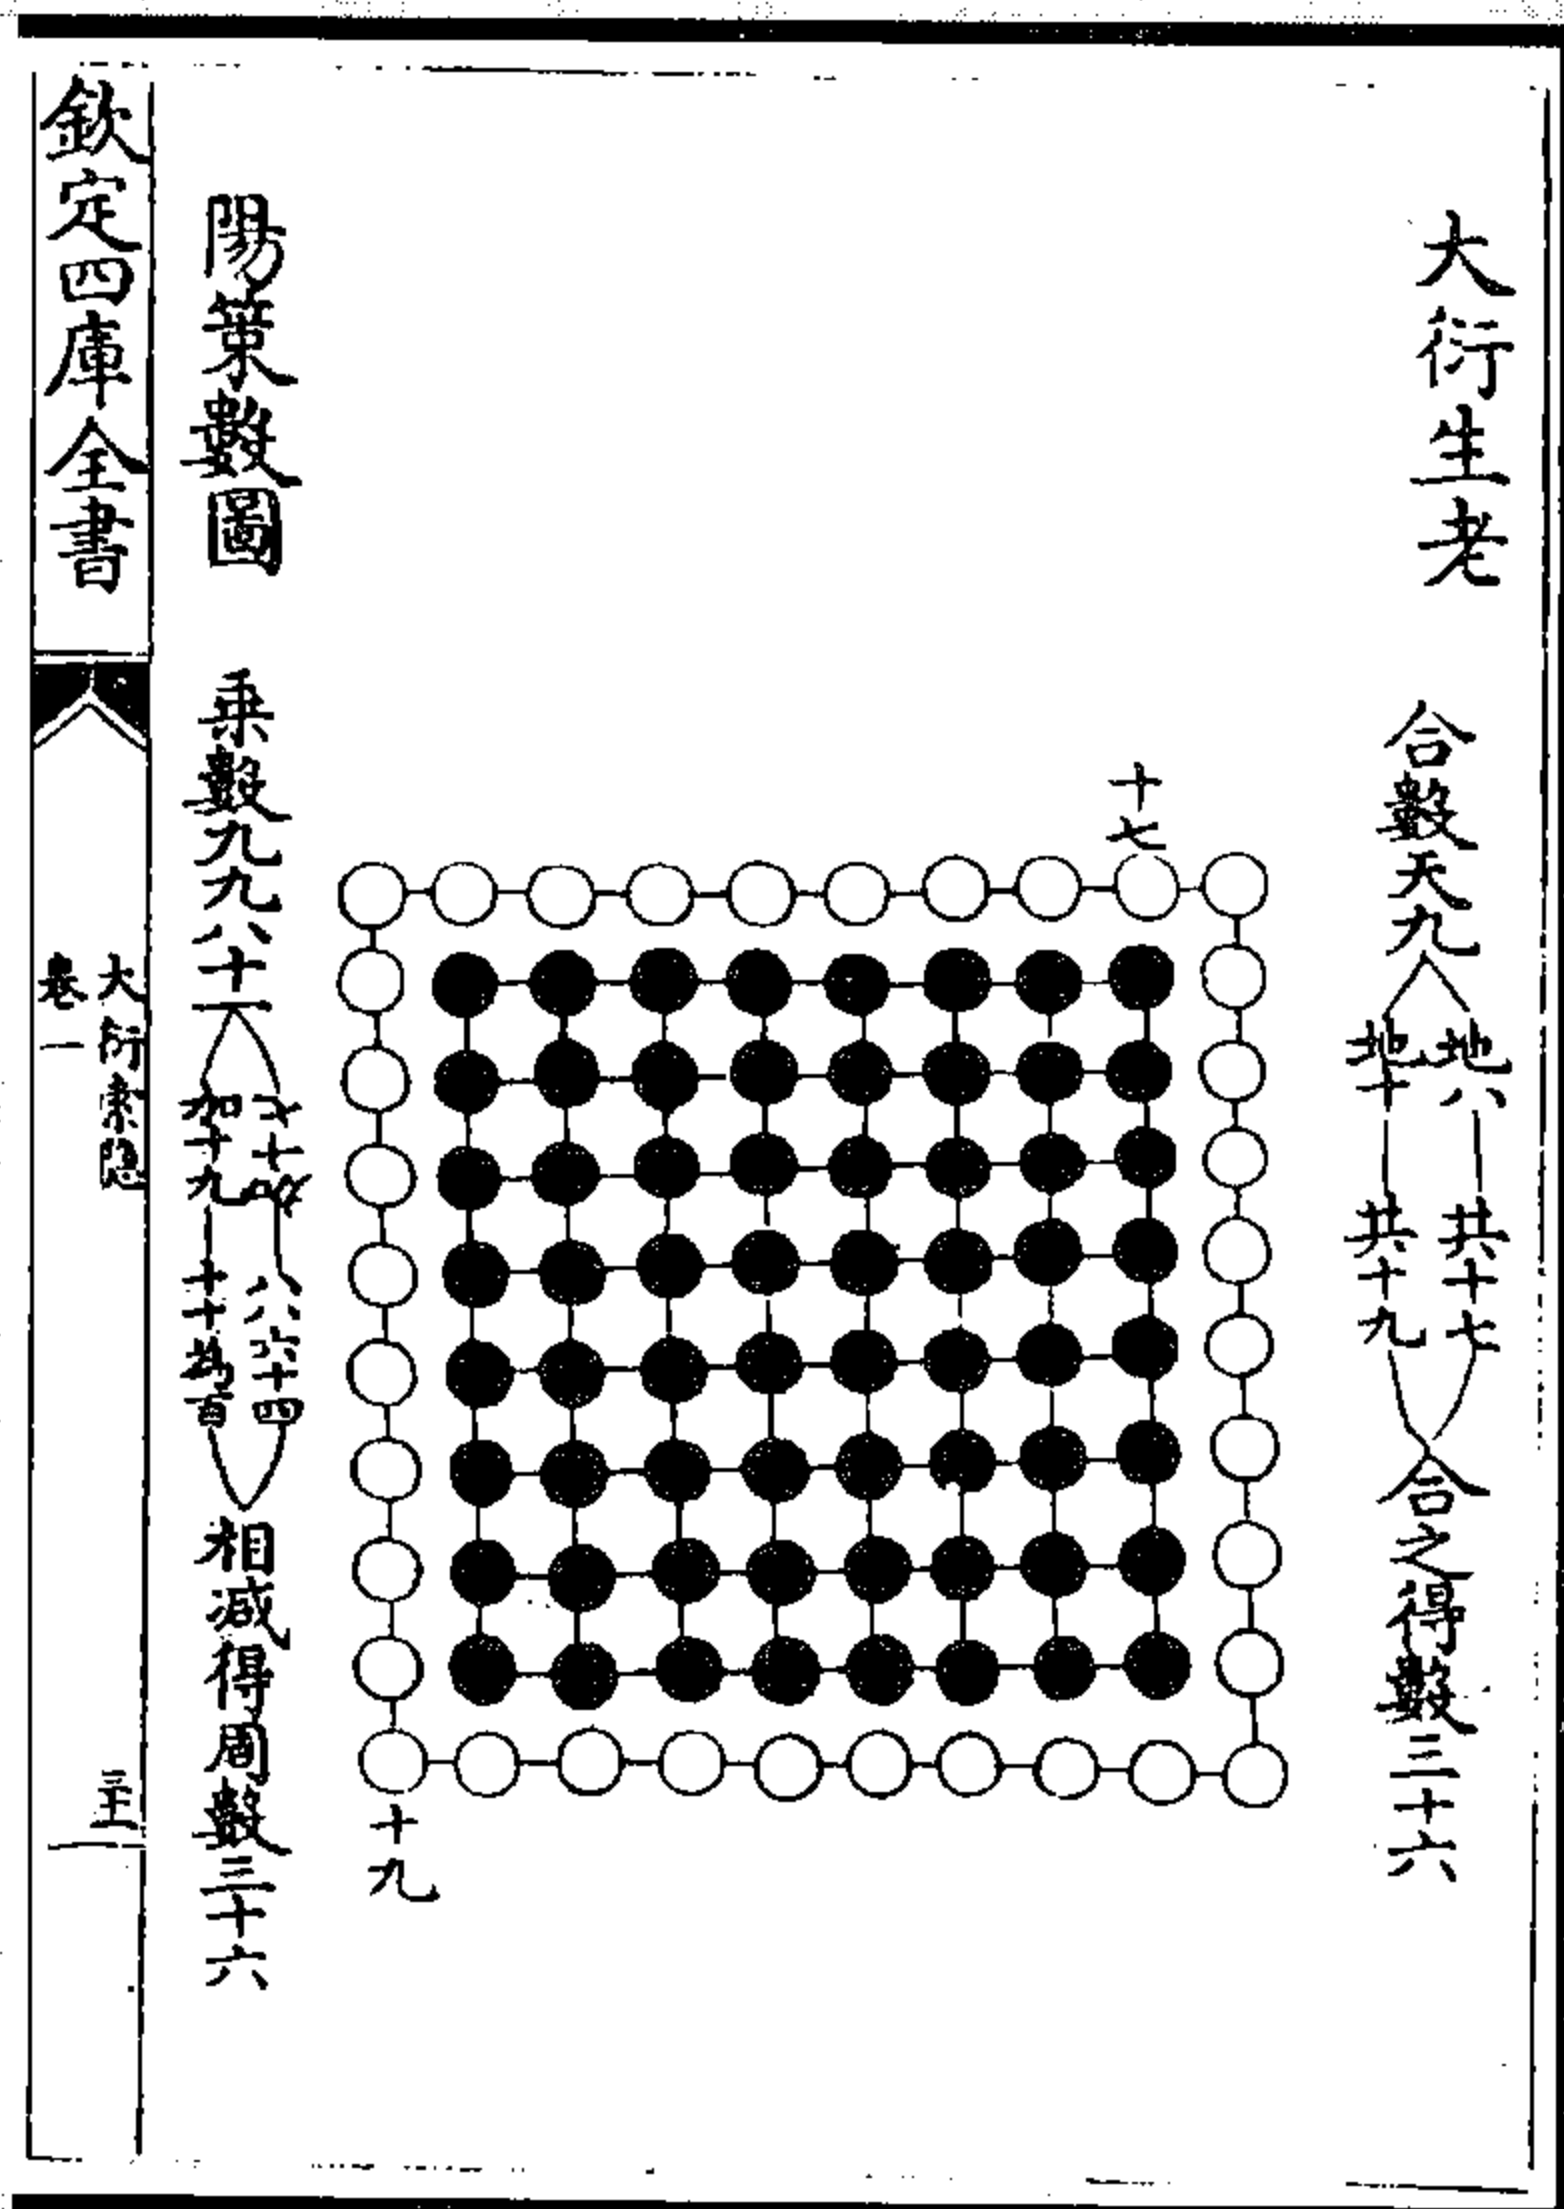 大衍生老
合數天九
地八
共十七
地十
共十九
合之得數三十六
十七
十九
陽策數圖
乗數九九八十一
八八六十四
加十九
十十為百
相減得周數三十六
欽定四庫全書
大衍索隠
卷一